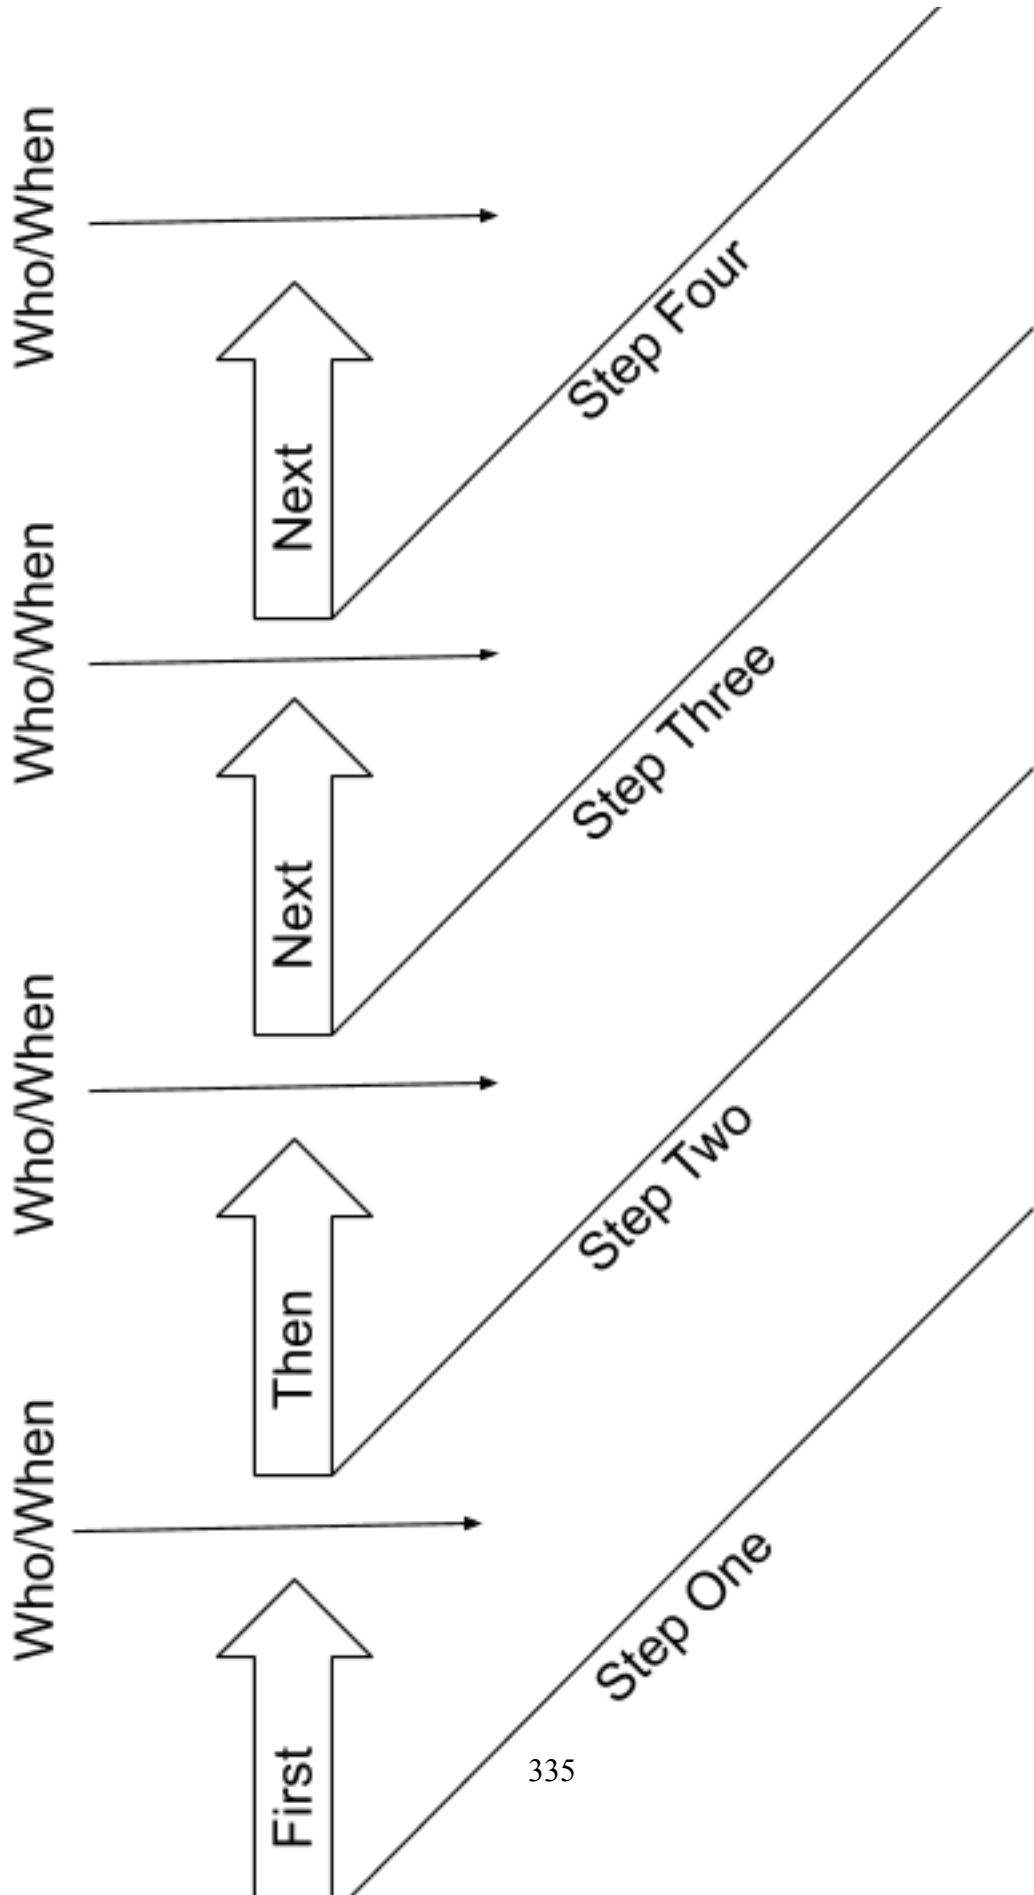 Who/When
Who/When
Who/When
Who/When
First
Then
Next
Next
Step One
Step Two
Step Three
Step Four
335